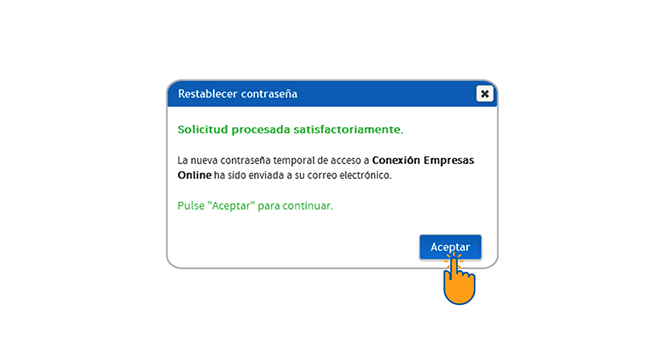 Restablecer contraseña
Solicitud procesada satisfactoriamente.
La nueva contraseña temporal de acceso a Conexión Empresas
Online ha sido enviada a su correo electrónico.
Pulse "Aceptar" para continuar.
Aceptar